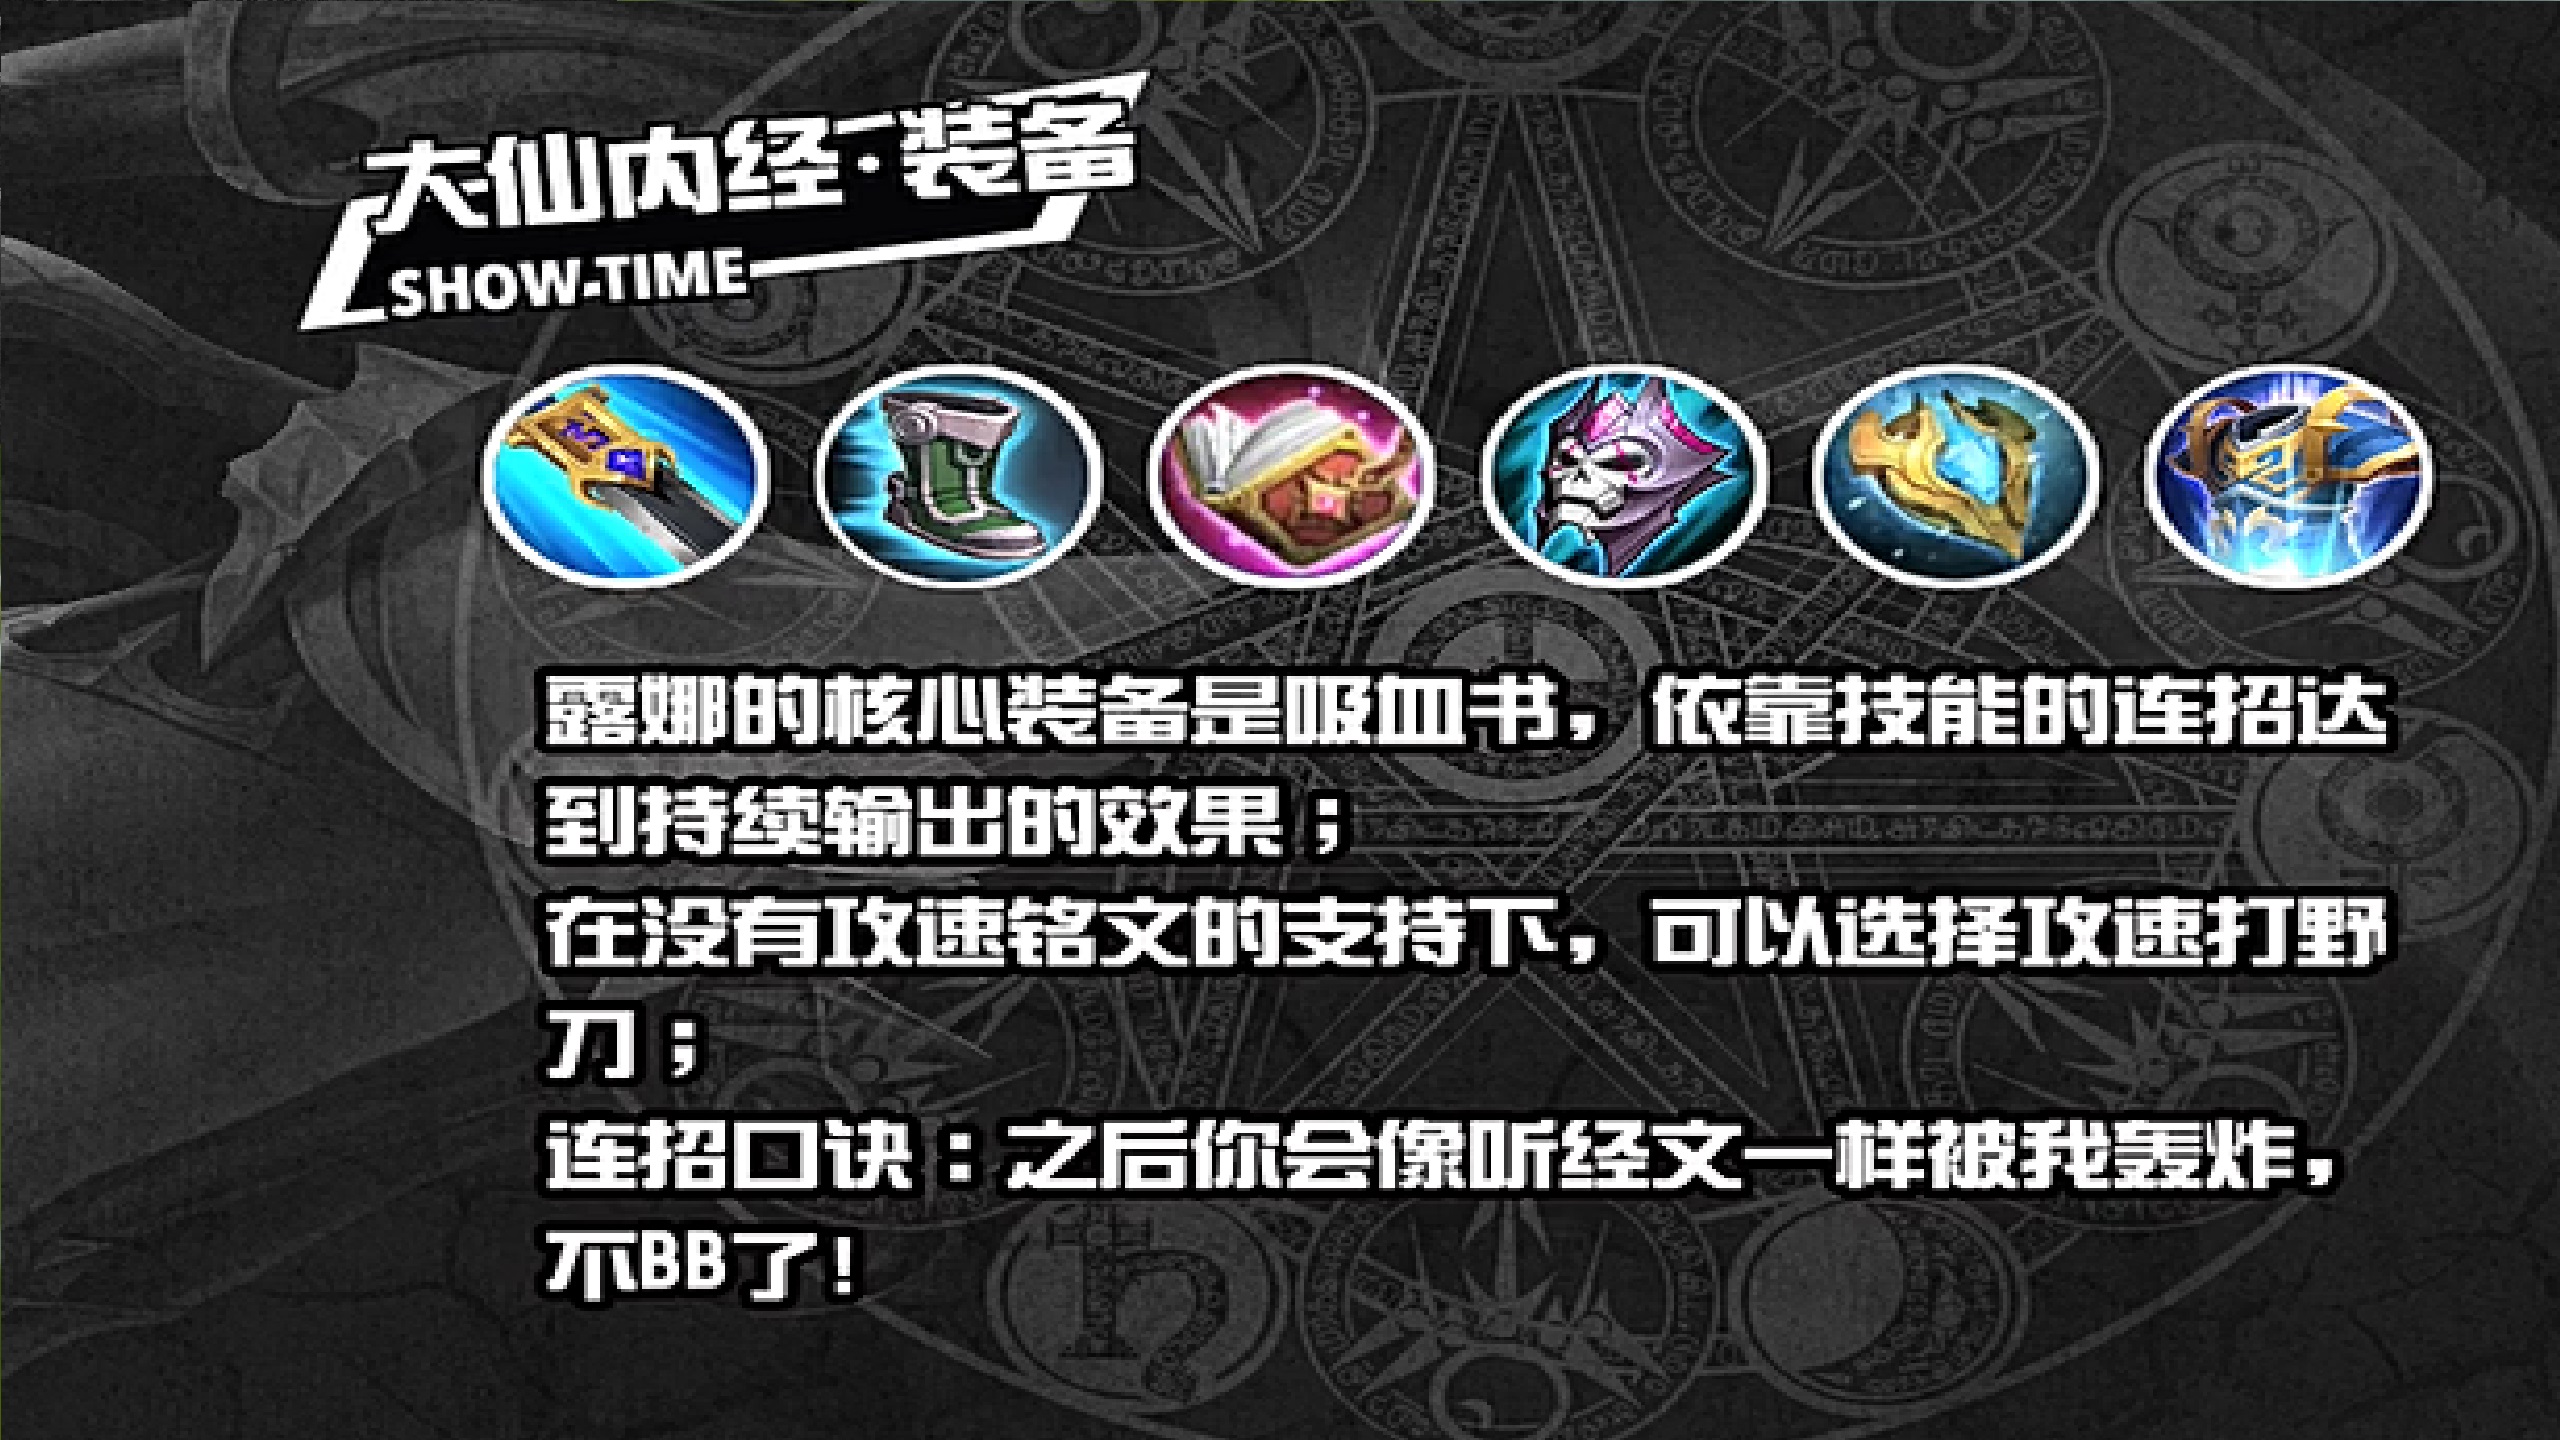 大仙内经·装备
SHOW-TIME
露娜的核心装备是吸血书，依靠技能的连招达
到持续输出的效果；
在没有攻速铭文的支持下，可以选择攻速打野
刀；
连招口诀：之后你会像听经文一样被我轰炸，
不BB了！